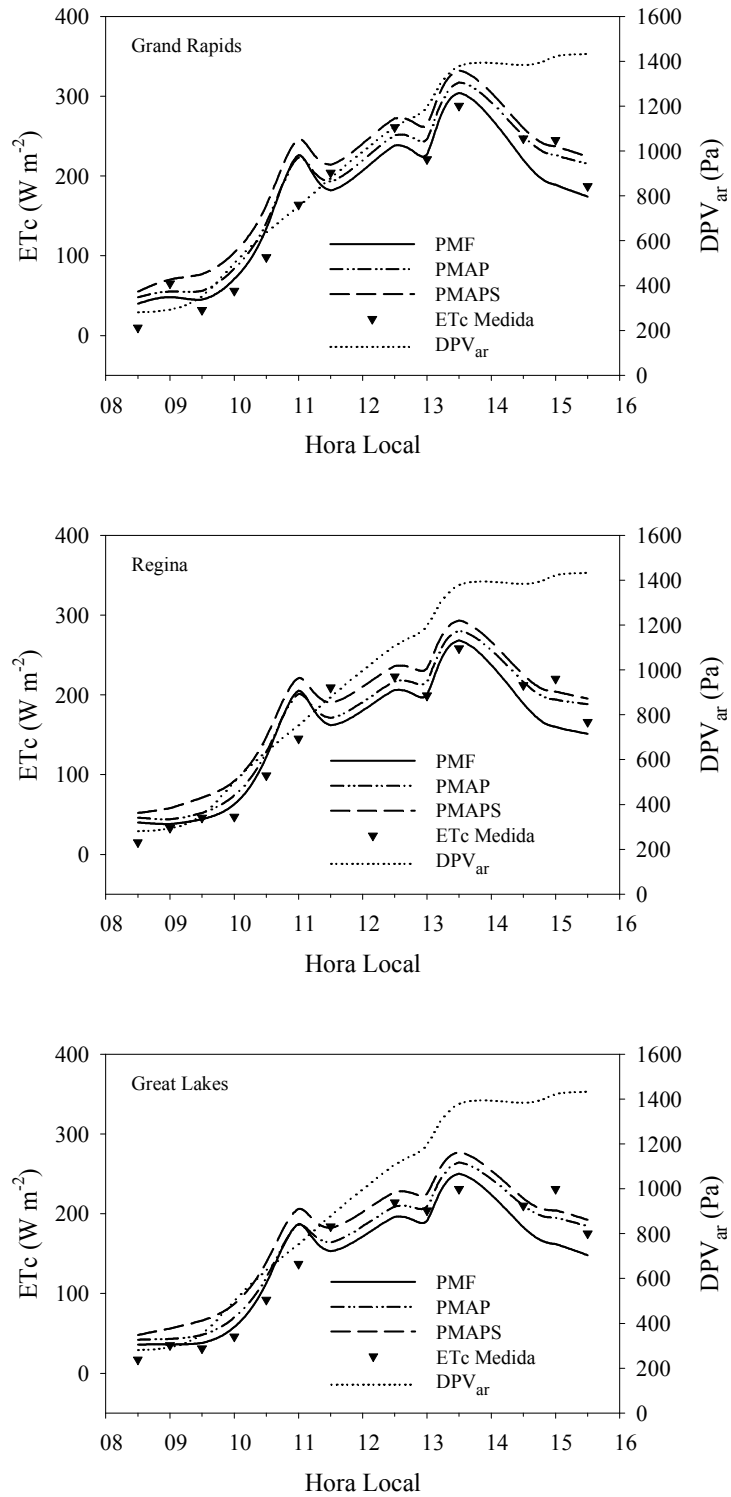 Grand Rapids
400
300
200
100
0
ETc (W m-2)
1600
1400
1200
1000
800
600
400
200
0
DPVar (Pa)
PMF
PMAP
PMAPS
ETc Medida
DPVar
08 09 10 11 12 13 14 15 16
Hora Local
Regina
400
300
200
100
0
ETc (W m-2)
1600
1400
1200
1000
800
600
400
200
0
DPVar (Pa)
PMF
PMAP
PMAPS
ETc Medida
DPVar
08 09 10 11 12 13 14 15 16
Hora Local
Great Lakes
400
300
200
100
0
ETc (W m-2)
1600
1400
1200
1000
800
600
400
200
0
DPVar (Pa)
PMF
PMAP
PMAPS
ETc Medida
DPVar
08 09 10 11 12 13 14 15 16
Hora Local